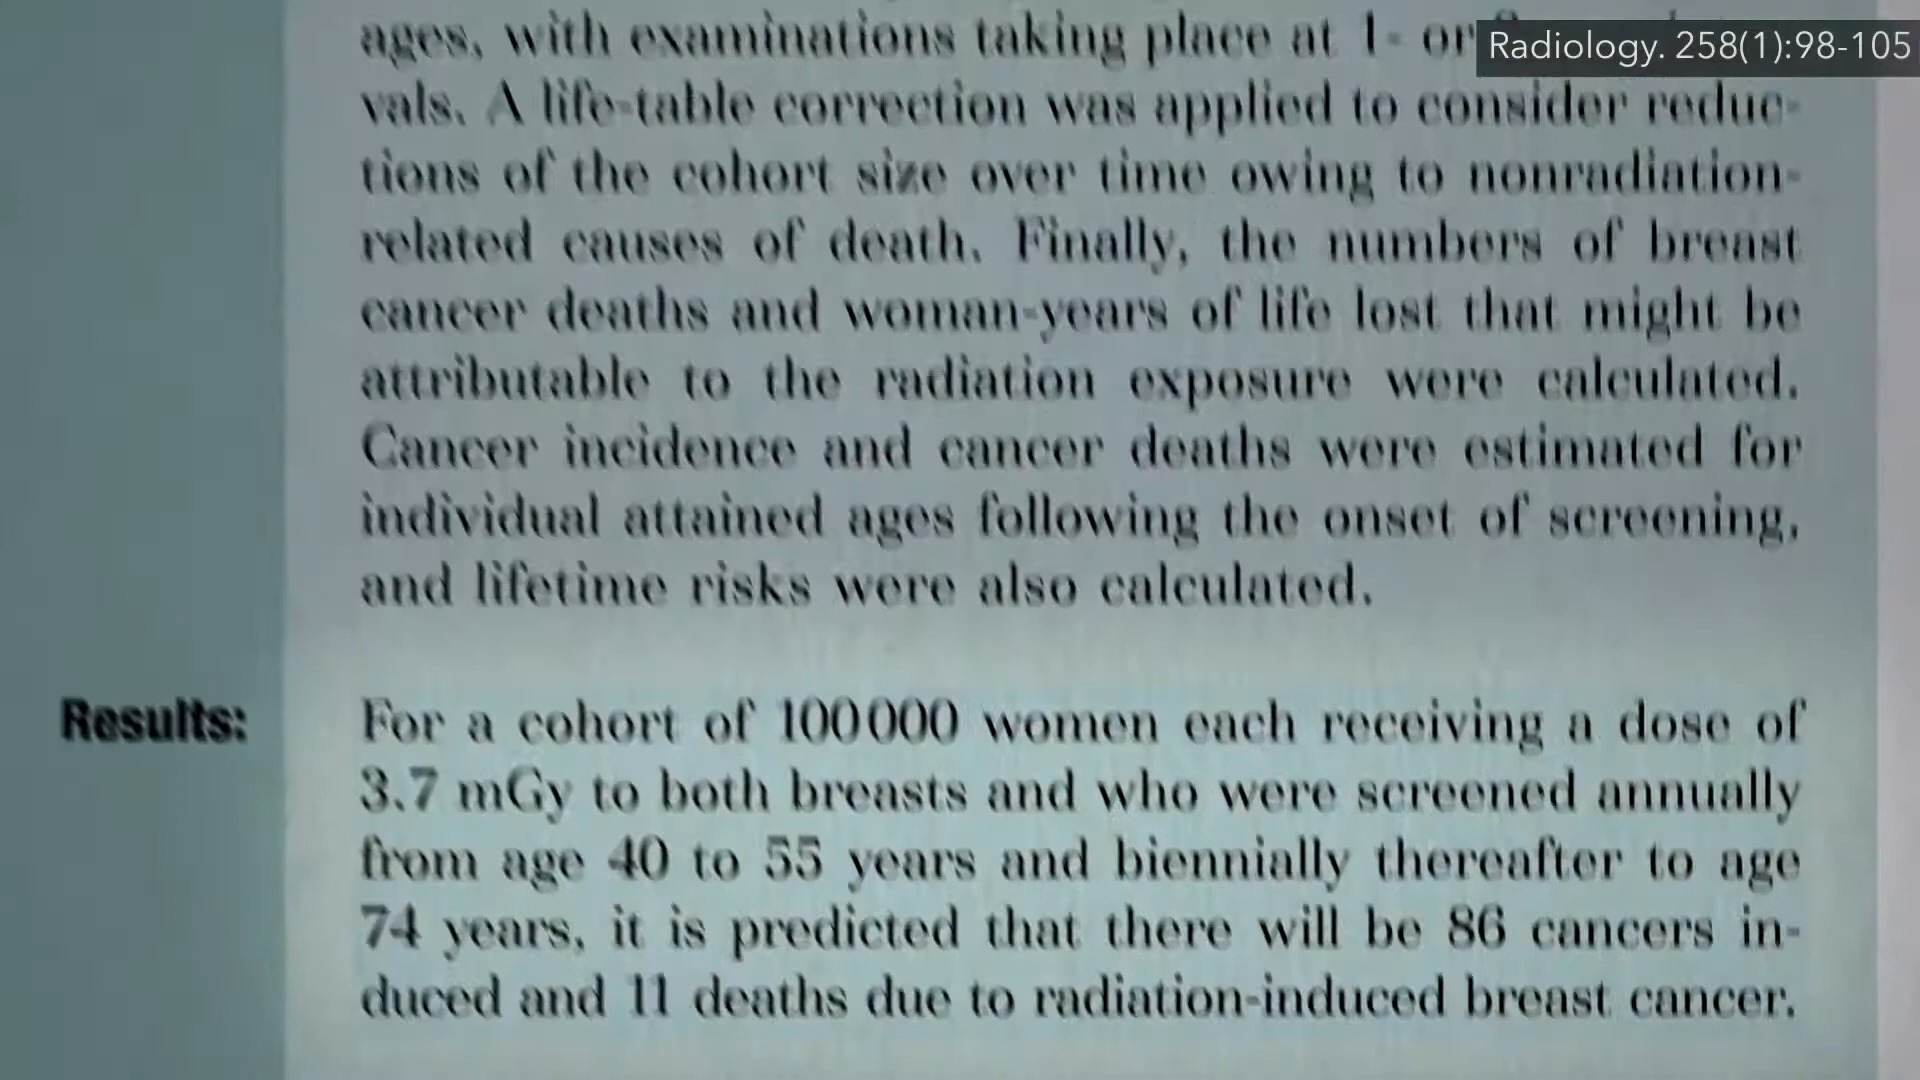 ages, with examinations taking place at 1- or
Radiology. 258(1):98-105
vals. A life-table correction was applied to consider reduc-
tions of the cohort size over time owing to nonradiation-
related causes of death. Finally, the numbers of breast
cancer deaths and woman-years of life lost that might be
attributable to the radiation exposure were calculated.
Cancer incidence and cancer deaths were estimated for
individual attained ages following the onset of screening,
and lifetime risks were also calculated.
Results:
For a cohort of 100 000 women each receiving a dose of
3.7 mGy to both breasts and who were screened annually
from age 40 to 55 years and biennially thereafter to age
74 years, it is predicted that there will be 86 cancers in-
duced and 11 deaths due to radiation-induced breast cancer.